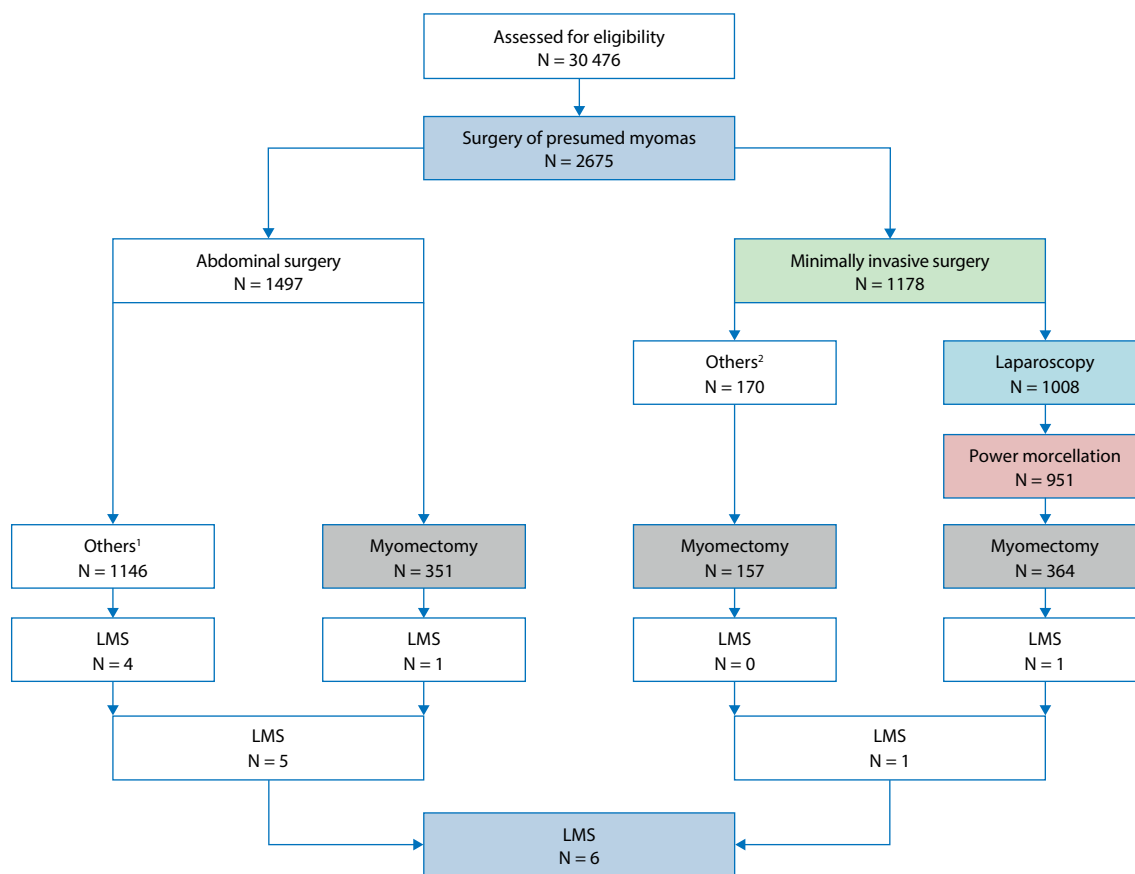 Assessed for eligibility
N = 30 476
Surgery of presumed myomas
N = 2675
Abdominal surgery
N = 1497
Minimally invasive surgery
N = 1178
Others²
N = 170
Laparoscopy
N = 1008
Power morcellation
N = 951
Others¹
N = 1146
Myomectomy
N = 351
Myomectomy
N = 157
Myomectomy
N = 364
LMS
N = 4
LMS
N = 1
LMS
N = 0
LMS
N = 1
LMS
N = 5
LMS
N = 1
LMS
N = 6